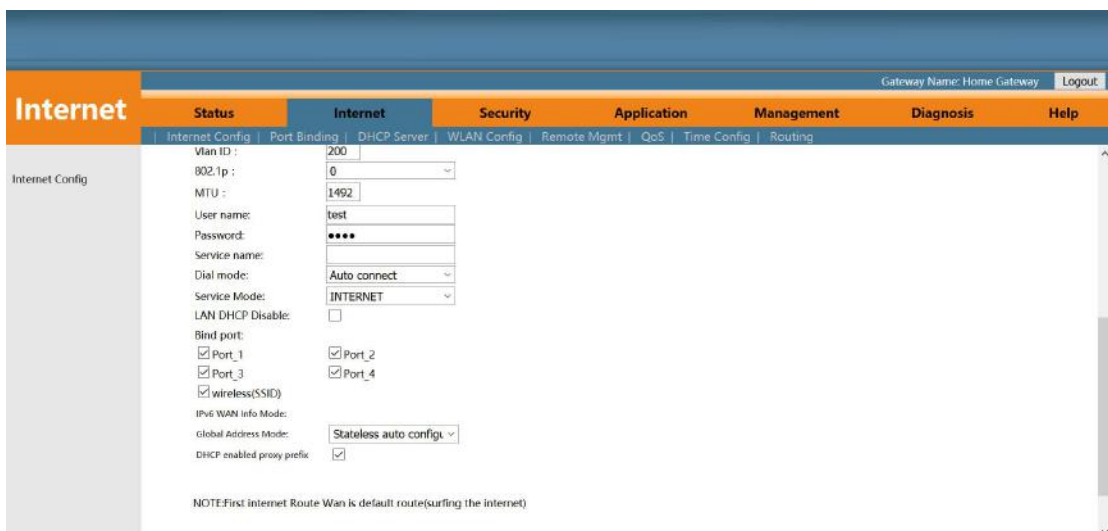 Gateway Name: Home Gateway Logout
Internet
Status Internet Security Application Management Diagnosis Help
| Internet Config | Port Binding | DHCP Server | WLAN Config | Remote Mgmt | QoS | Time Config | Routing
Internet Config
Vlan ID : 200
802.1p : 0
MTU : 1492
User name: test
Password: ●●●●
Service name:
Dial mode: Auto connect
Service Mode: INTERNET
LAN DHCP Disable:
Bind port:
Port_1 Port_2
Port_3 Port_4
wireless(SSID)
IPv6 WAN Info Mode:
Global Address Mode: Stateless auto configu
DHCP enabled proxy prefix
NOTE:First internet Route Wan is default route(surfing the internet)